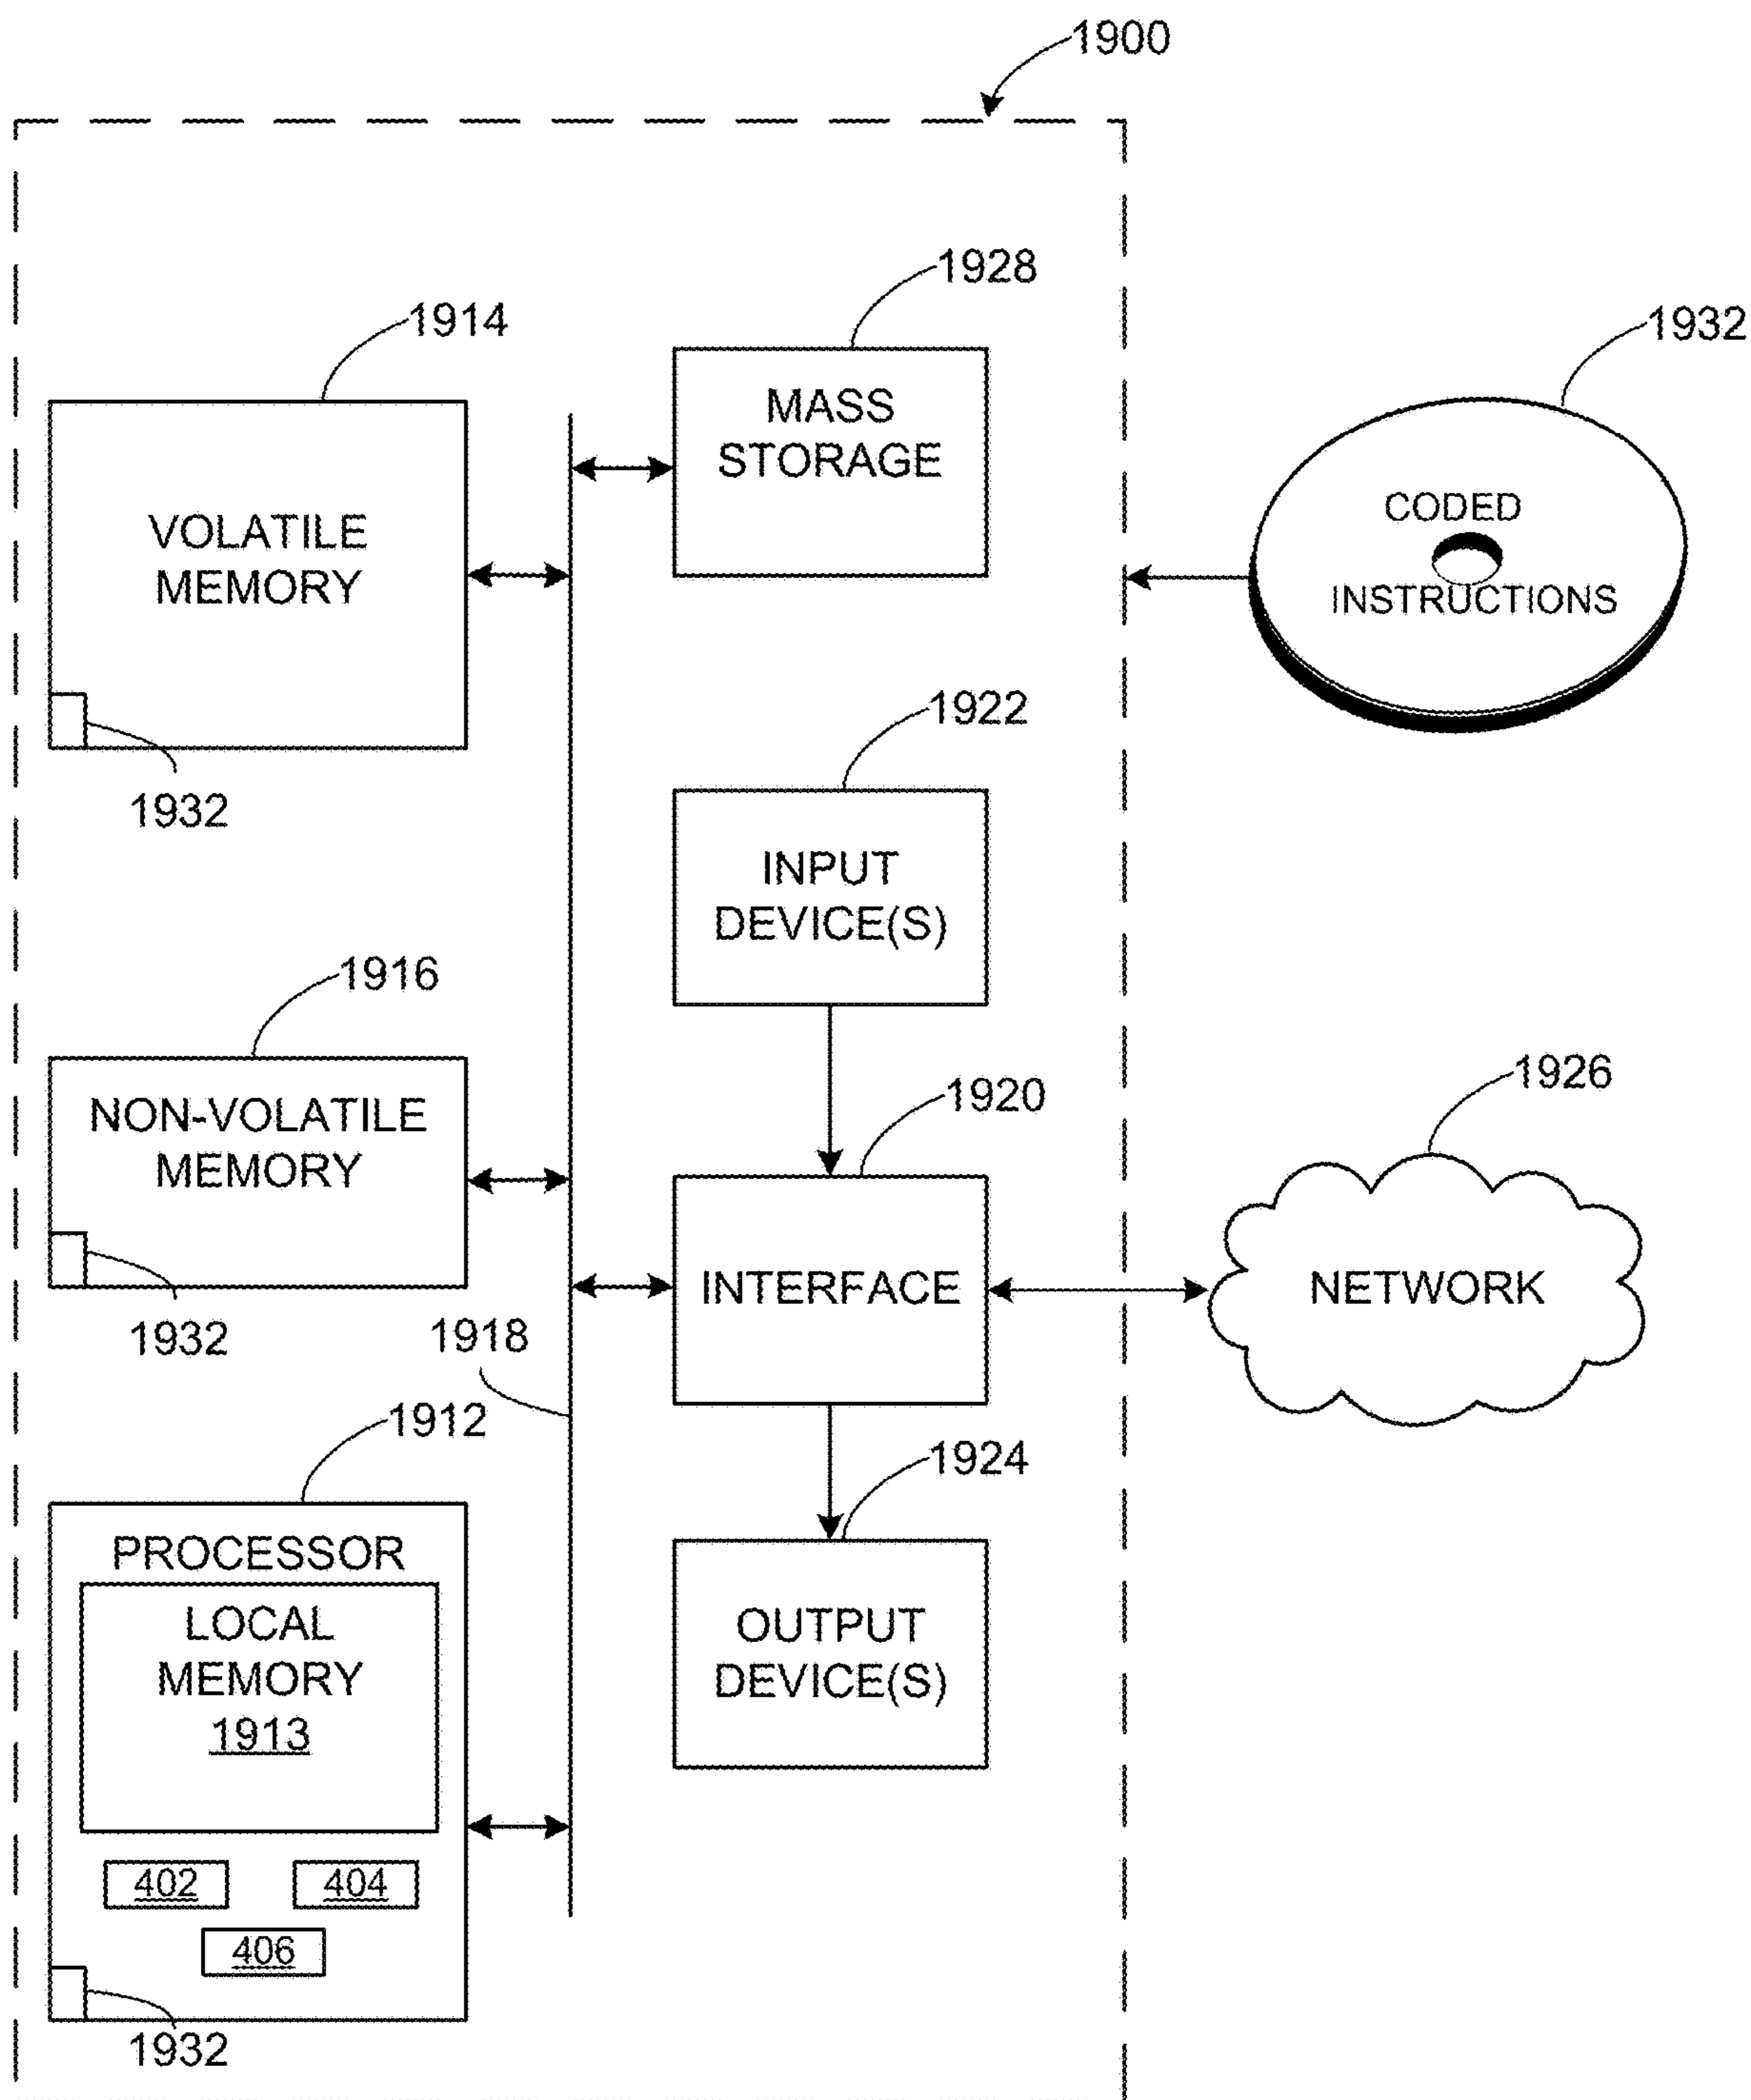 1900
1928
1914
1932
MASS
STORAGE
VOLATILE
MEMORY
CODED
INSTRUCTIONS
1922
1932
INPUT
DEVICE(S)
1916
1926
1920
NON-VOLATILE
MEMORY
INTERFACE
NETWORK
1932
1918
1912
1924
PROCESSOR
LOCAL
MEMORY
1913
OUTPUT
DEVICE(S)
402
404
406
1932